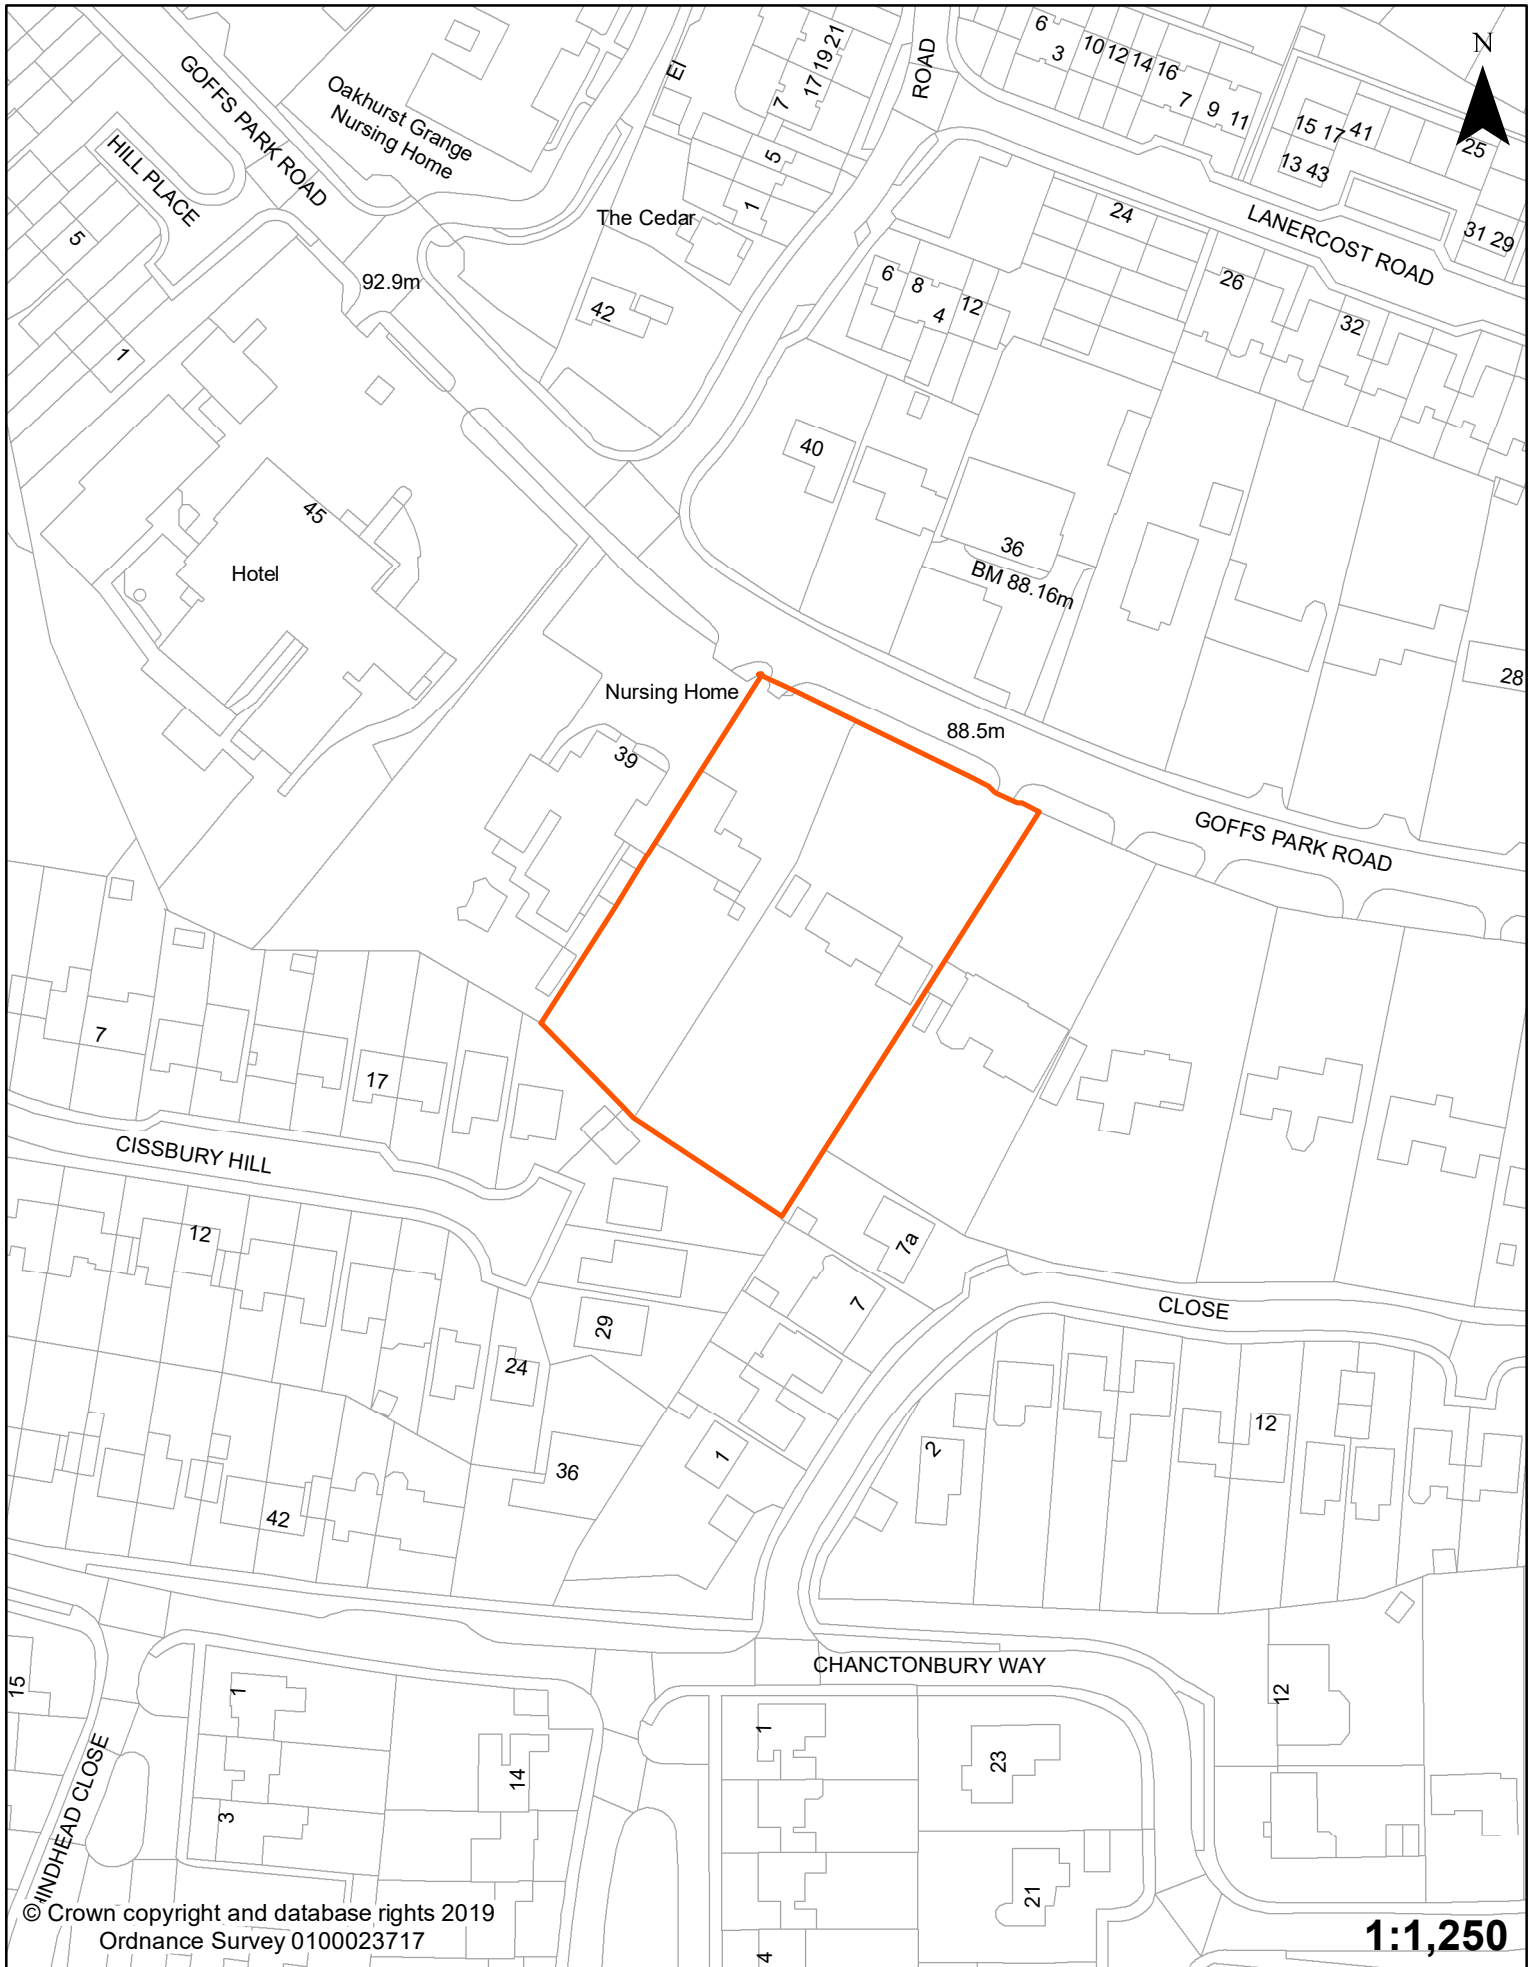 N
ROAD
6
3
10 12 14 16
7
9
11
15 17 41
13 43
25
GOFFS PARK ROAD
Oakhurst Grange
Nursing Home
EI
7
17 19 21
5
1
HILL PLACE
5
1
The Cedar
42
92.9m
24
LANERCOST ROAD
31 29
6
8
4
12
26
32
40
36
BM 88.16m
45
Hotel
28
Nursing Home
39
88.5m
GOFFS PARK ROAD
7
17
CISSBURY HILL
12
7a
7
CLOSE
29
24
36
42
1
2
12
CHANCTONBURY WAY
15
1
3
14
HINDHEAD CLOSE
1
23
21
4
12
© Crown copyright and database rights 2019
Ordnance Survey 0100023717
1:1,250